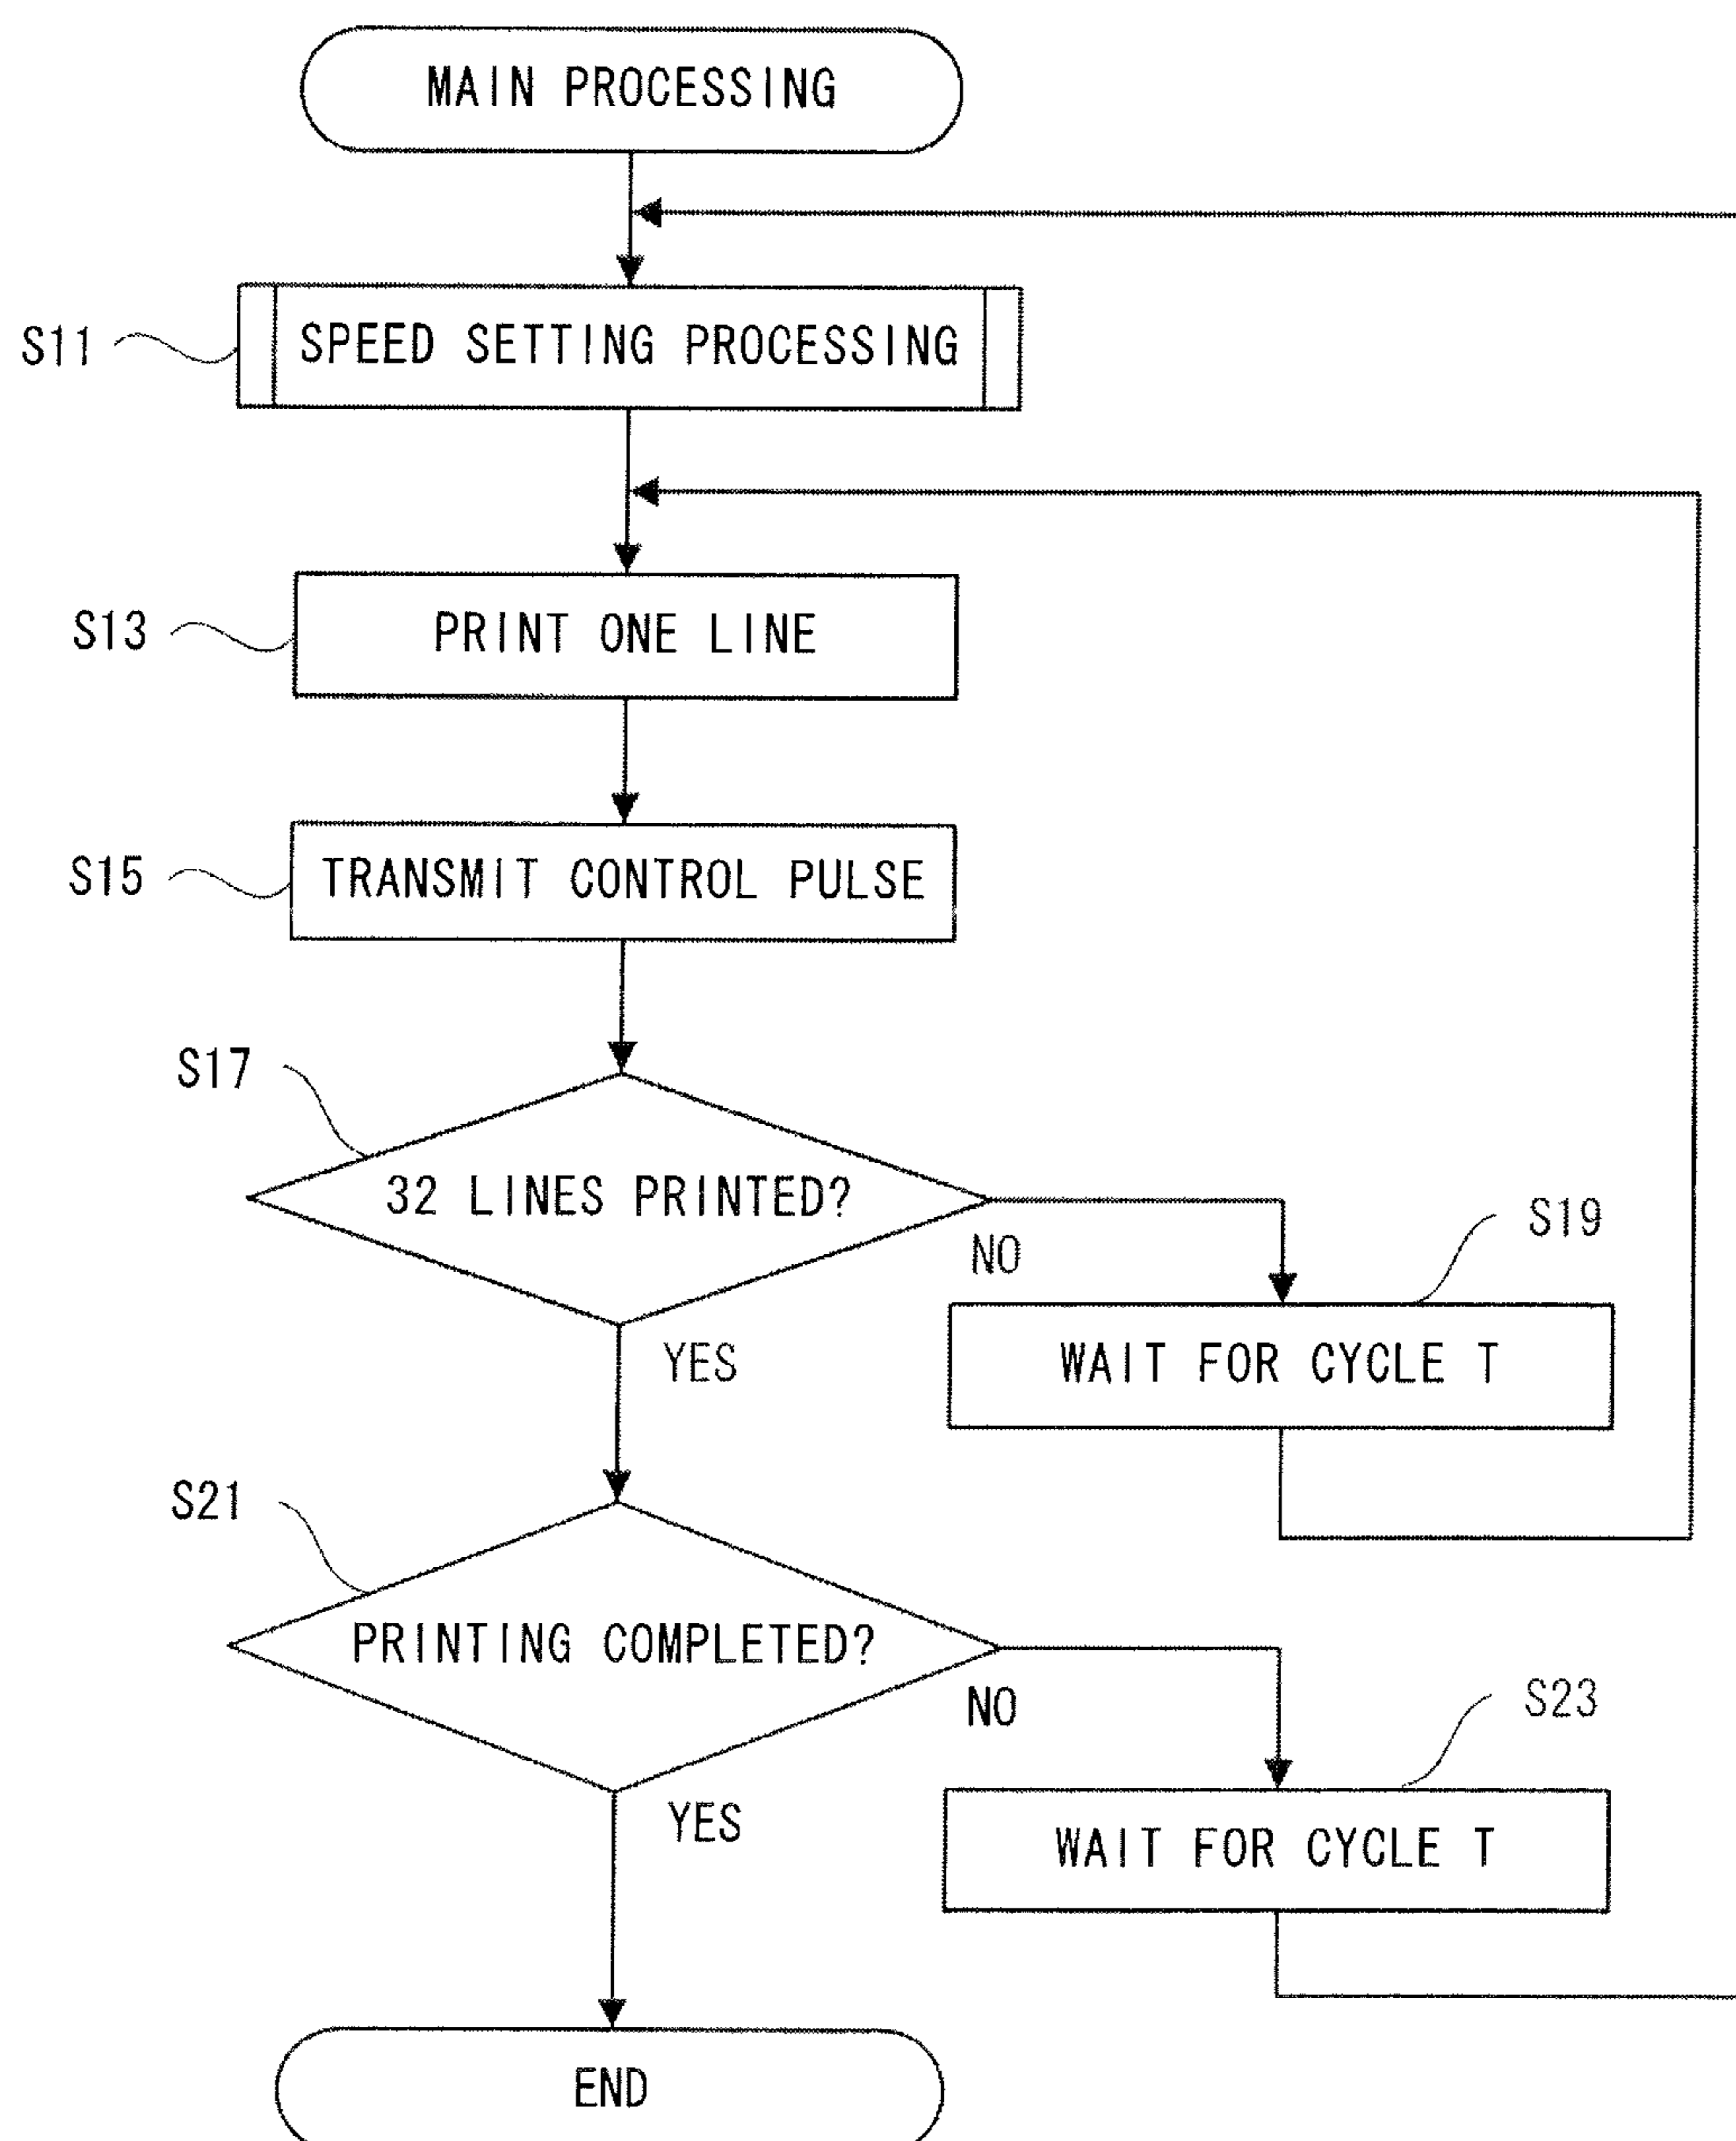 MAIN PROCESSING
S11
SPEED SETTING PROCESSING
S13
PRINT ONE LINE
S15
TRANSMIT CONTROL PULSE
S17
32 LINES PRINTED?
NO
S19
YES
WAIT FOR CYCLE T
S21
PRINTING COMPLETED?
NO
S23
YES
WAIT FOR CYCLE T
END